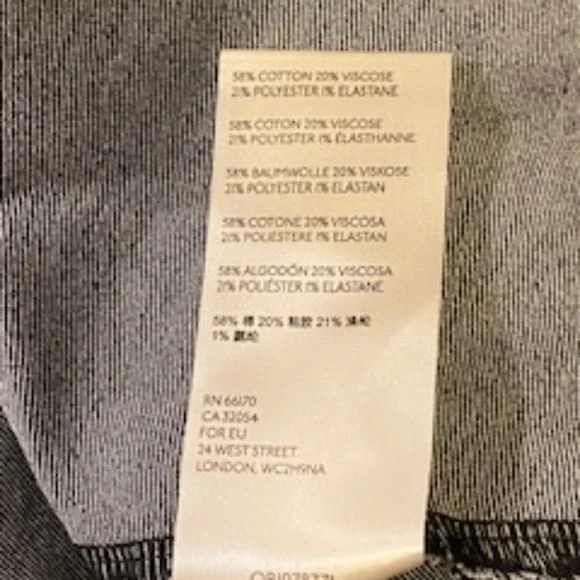 58% COTTON 20% VISCOSE
21% POLYESTER 1% ELASTANE
58% COTON 20% VISCOSE
21% POLYESTER 1% ÉLASTHANNE
58% BAUMWOLLE 20% VISKOSE
21% POLYESTER 1% ELASTAN
58% COTONE 20% VISCOSA
21% POLIESTERE 1% ELASTAN
58% ALGODÓN 20% VISCOSA
21% POLIÉSTER 1% ELASTANE
58% 棉 20% 粘胶 21% 涤纶
1% 氨纶
RN 66170
CA 32054
FOR EU
24 WEST STREET
LONDON, WC2H9NA